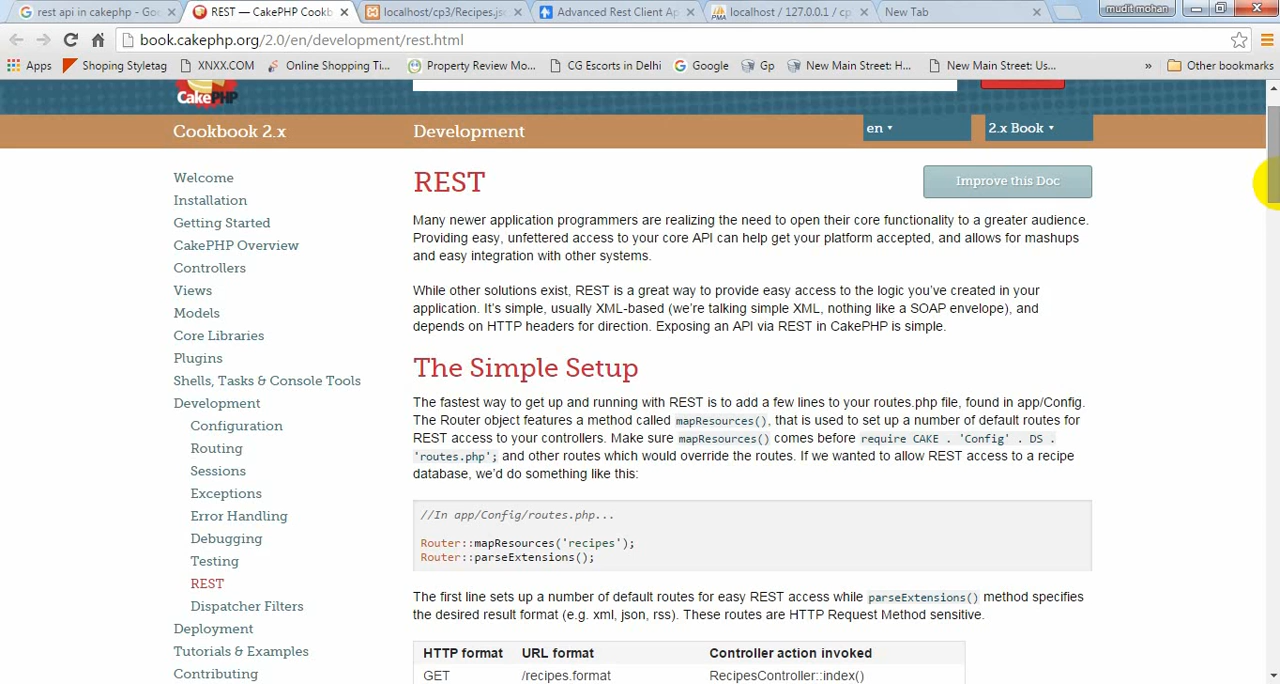 rest api in cakephp - Goo
REST — CakePHP Cookb
localhost/cp3/Recipes.js
Advanced Rest Client Ap
localhost / 127.0.0.1 / cp
New Tab
mudit mohan
book.cakephp.org/2.0/en/development/rest.html
Apps
Shoping Styletag
XNXX.COM
Online Shopping Ti...
Property Review Mo...
CG Escorts in Delhi
Google
Gp
New Main Street: H...
New Main Street: Us...
»
Other bookmarks
CakePHP
Cookbook 2.x
Development
en
2.x Book
Welcome
Installation
Getting Started
CakePHP Overview
Controllers
Views
Models
Core Libraries
Plugins
Shells, Tasks & Console Tools
Development
Configuration
Routing
Sessions
Exceptions
Error Handling
Debugging
Testing
REST
Dispatcher Filters
Deployment
Tutorials & Examples
Contributing
REST
Improve this Doc
Many newer application programmers are realizing the need to open their core functionality to a greater audience.
Providing easy, unfettered access to your core API can help get your platform accepted, and allows for mashups
and easy integration with other systems.
While other solutions exist, REST is a great way to provide easy access to the logic you’ve created in your
application. It’s simple, usually XML-based (we’re talking simple XML, nothing like a SOAP envelope), and
depends on HTTP headers for direction. Exposing an API via REST in CakePHP is simple.
The Simple Setup
The fastest way to get up and running with REST is to add a few lines to your routes.php file, found in app/Config.
The Router object features a method called mapResources(), that is used to set up a number of default routes for
REST access to your controllers. Make sure mapResources() comes before require CAKE . 'Config' . DS .
'routes.php'; and other routes which would override the routes. If we wanted to allow REST access to a recipe
database, we’d do something like this:
//In app/Config/routes.php...
Router::mapResources('recipes');
Router::parseExtensions();
The first line sets up a number of default routes for easy REST access while parseExtensions() method specifies
the desired result format (e.g. xml, json, rss). These routes are HTTP Request Method sensitive.
HTTP format URL format Controller action invoked
GET /recipes.format RecipesController::index()